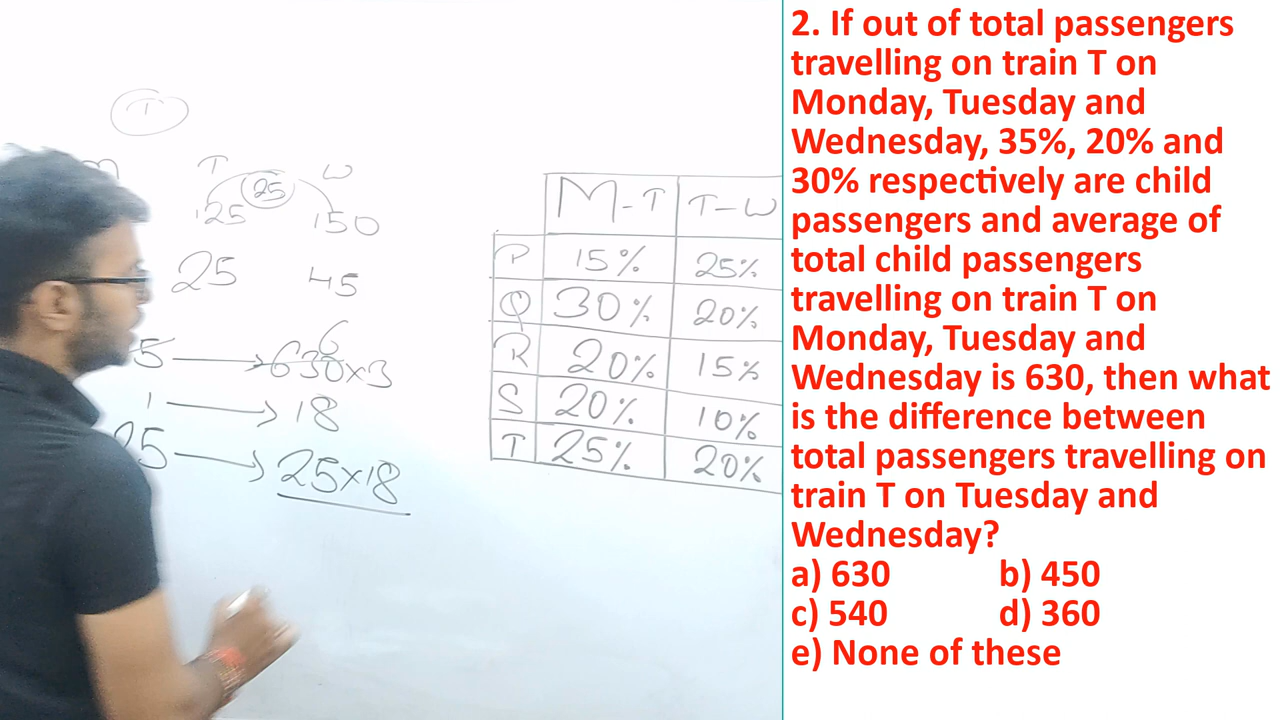 T
T W
25
125 150
25 45
6
5 → 630×3
1 → 18
25 → 25×18
M-T T-W
P 15% 25%
Q 30% 20%
R 20% 15%
S 20% 10%
T 25% 20%
2. If out of total passengers
travelling on train T on
Monday, Tuesday and
Wednesday, 35%, 20% and
30% respectively are child
passengers and average of
total child passengers
travelling on train T on
Monday, Tuesday and
Wednesday is 630, then what
is the difference between
total passengers travelling on
train T on Tuesday and
Wednesday?
a) 630 b) 450
c) 540 d) 360
e) None of these